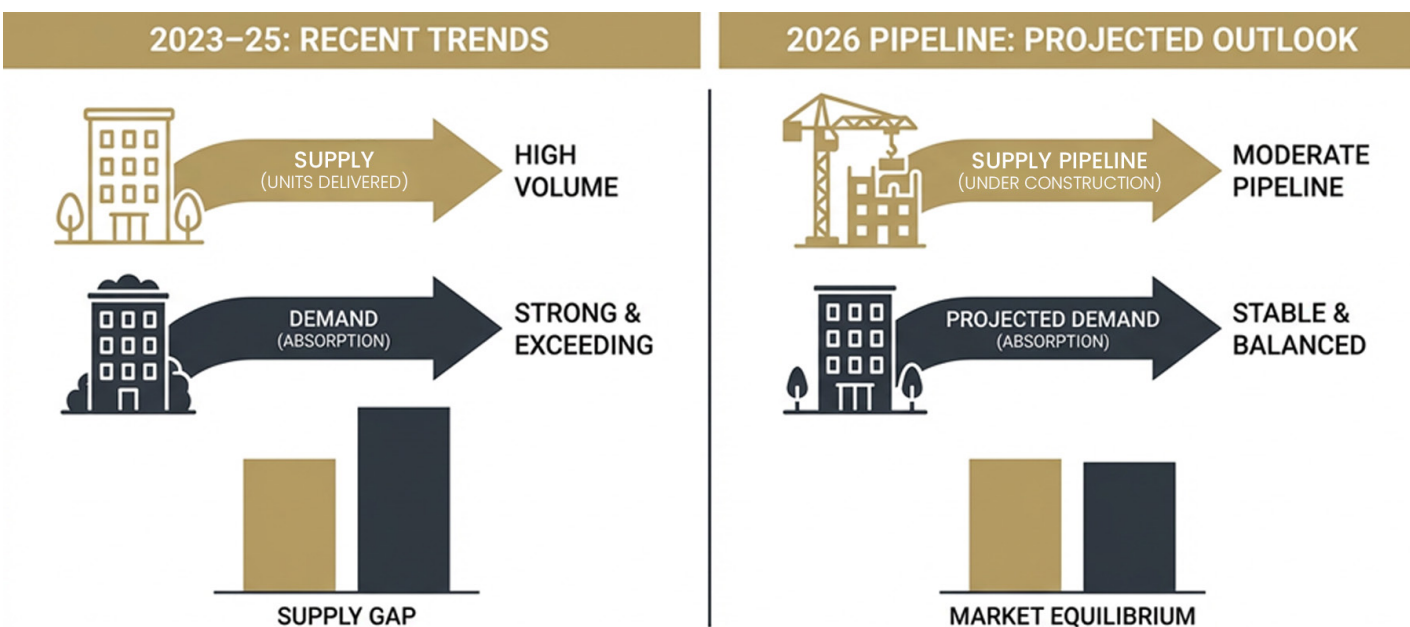 2023–25: RECENT TRENDS
SUPPLY
(UNITS DELIVERED)
HIGH
VOLUME
DEMAND
(ABSORPTION)
STRONG &
EXCEEDING
SUPPLY GAP
2026 PIPELINE: PROJECTED OUTLOOK
SUPPLY PIPELINE
(UNDER CONSTRUCTION)
MODERATE
PIPELINE
PROJECTED DEMAND
(ABSORPTION)
STABLE &
BALANCED
MARKET EQUILIBRIUM